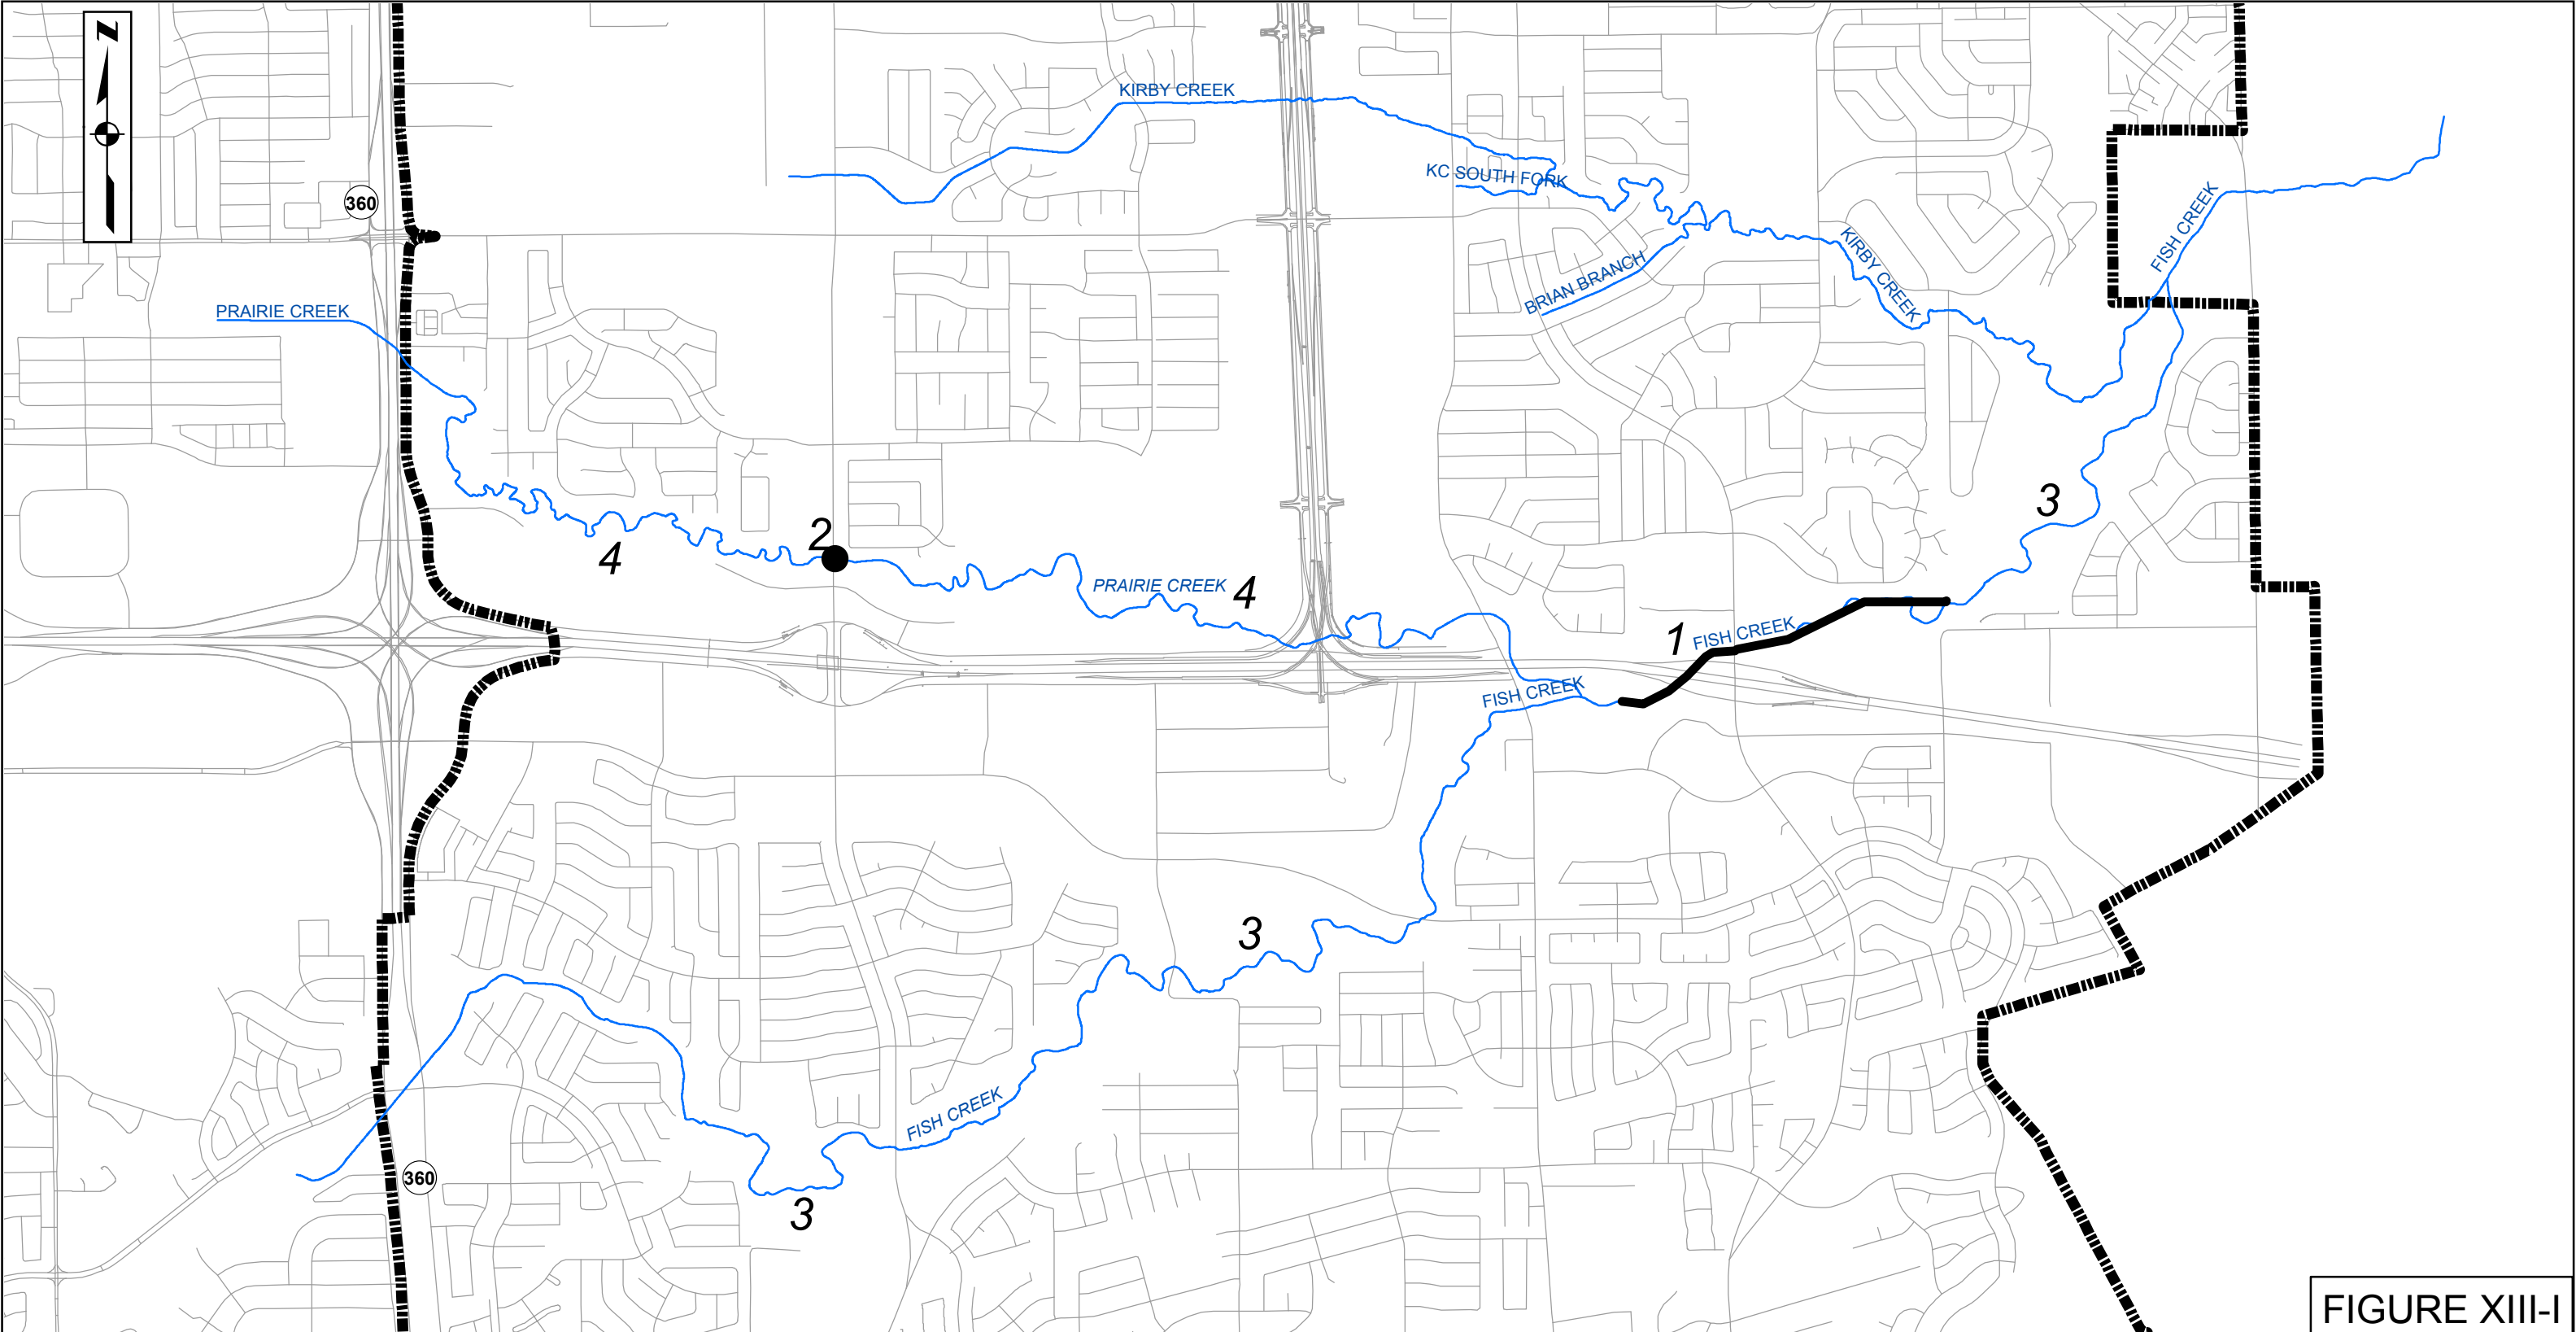 N
KIRBY CREEK
KC SOUTH FORK
360
FISH CREEK
KIRBY CREEK
BRIAN BRANCH
PRAIRIE CREEK
3
2
4
PRAIRIE CREEK
4
1
FISH CREEK
FISH CREEK
3
FISH CREEK
360
3
FIGURE XIII-I